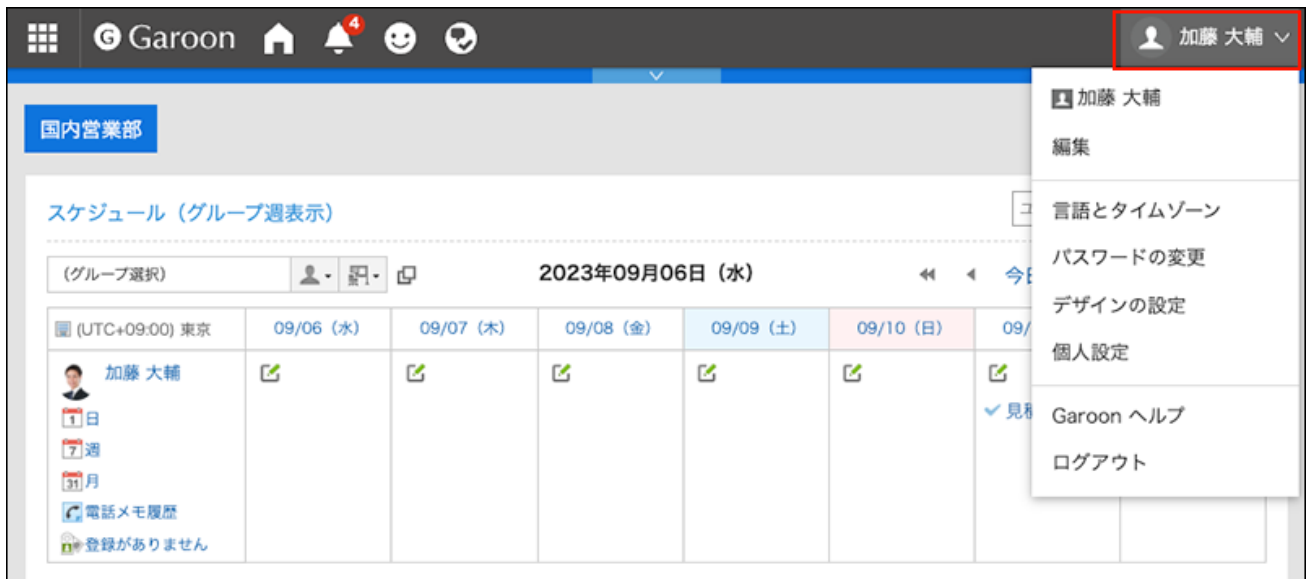 Garoon
4
加藤 大輔
加藤 大輔
編集
言語とタイムゾーン
パスワードの変更
デザインの設定
個人設定
Garoon ヘルプ
ログアウト
国内営業部
スケジュール（グループ週表示）
（グループ選択）
2023年09月06日（水）
(UTC+09:00) 東京
09/06（水）
09/07（木）
09/08（金）
09/09（土）
09/10（日）
09/
加藤 大輔
1 日
7 週
31 月
電話メモ履歴
登録がありません